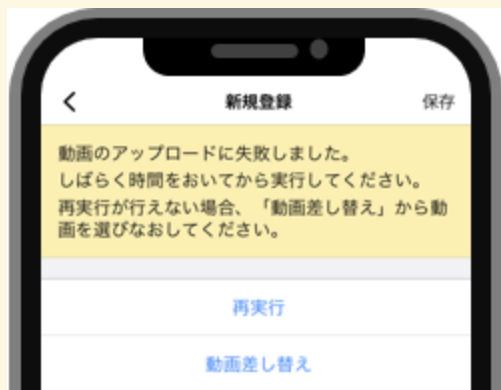 新規登録
保存
動画のアップロードに失敗しました。
しばらく時間をおいてから実行してください。
再実行が行えない場合、「動画差し替え」から動
画を選びなおしてください。
再実行
動画差し替え